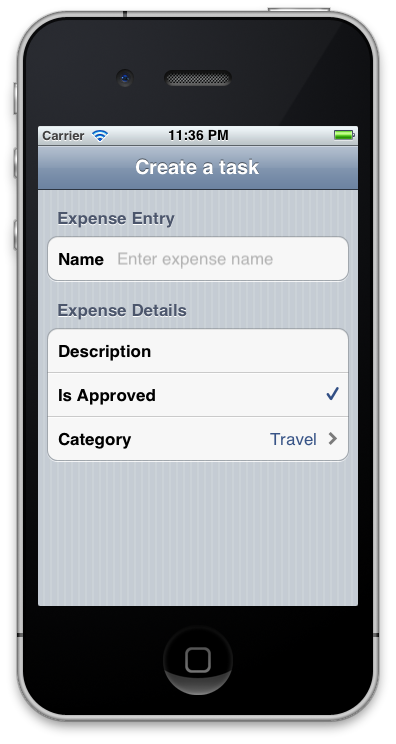 Carrier 11:36 PM
Create a task
Expense Entry
Name Enter expense name
Expense Details
Description
Is Approved
Category Travel